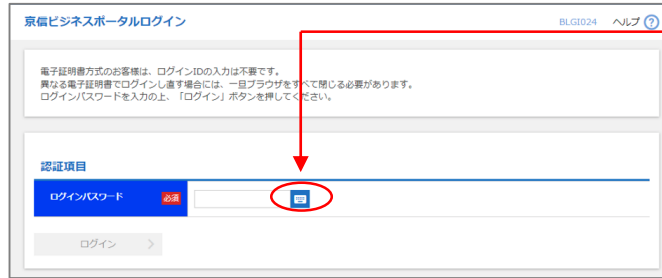 京信ビジネスポータルログイン
BLGI024 ヘルプ ?
電子証明書方式のお客様は、ログインIDの入力は不要です。
異なる電子証明書でログインし直す場合には、一旦ブラウザをすべて閉じる必要があります。
ログインパスワードを入力の上、「ログイン」ボタンを押してください。
認証項目
ログインパスワード 必須
ログイン